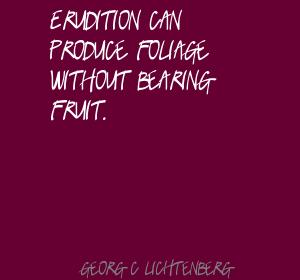 ERUDITION CAN
PRODUCE FOLIAGE
WITHOUT BEARING
FRUIT.
GEORG C LICHTENBERG